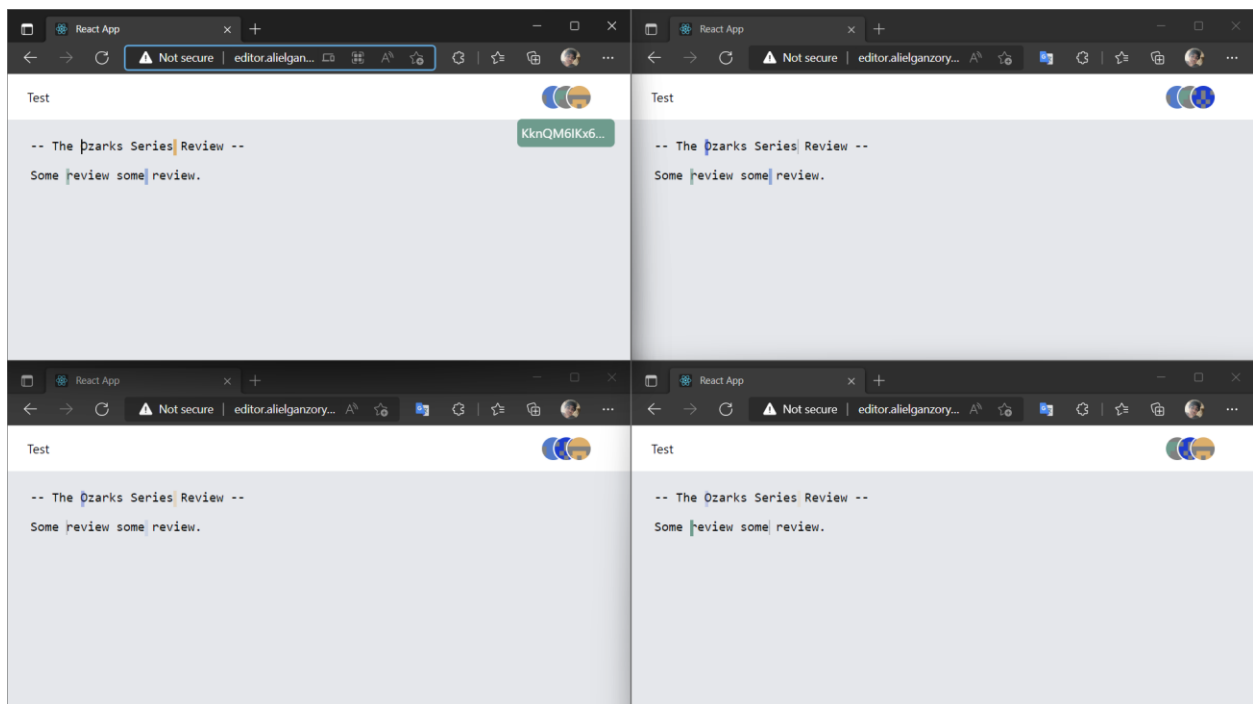 React App
Not secure | editor.alielgan...
Test
KknQM6IKx6...
-- The Ozarks Series Review --
Some review some review.
React App
Not secure | editor.alielganzory...
Test
-- The Ozarks Series Review --
Some review some review.
React App
Not secure | editor.alielganzory...
Test
-- The Ozarks Series Review --
Some review some review.
React App
Not secure | editor.alielganzory...
Test
-- The Ozarks Series Review --
Some review some review.